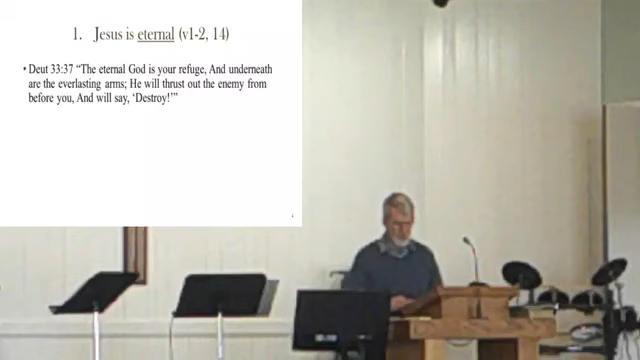 1. Jesus is eternal (v1-2, 14)
• Deut 33:37 “The eternal God is your refuge, And underneath
are the everlasting arms; He will thrust out the enemy from
before you, And will say, ‘Destroy!’”